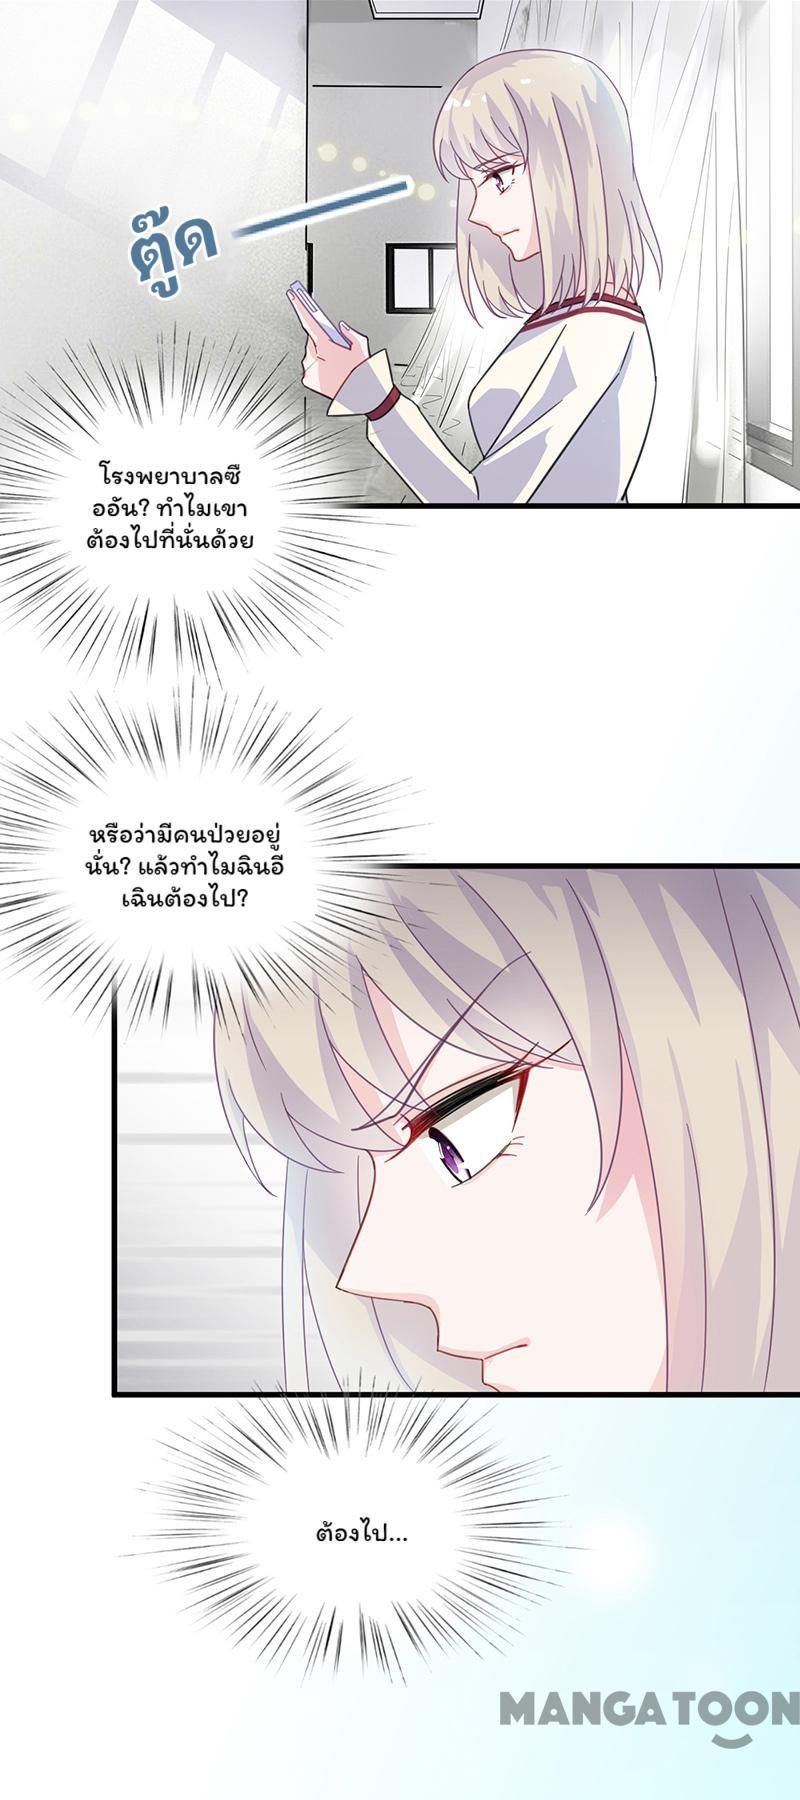 ตู๊ด
โรงพยาบาลซี
ออัน? ทำไมเขา
ต้องไปที่นั่นด้วย
หรือว่ามีคนป่วยอยู่
นั่น? แล้วทำไมฉินอี
เฉินต้องไป?
ต้องไป...
MANGATOON